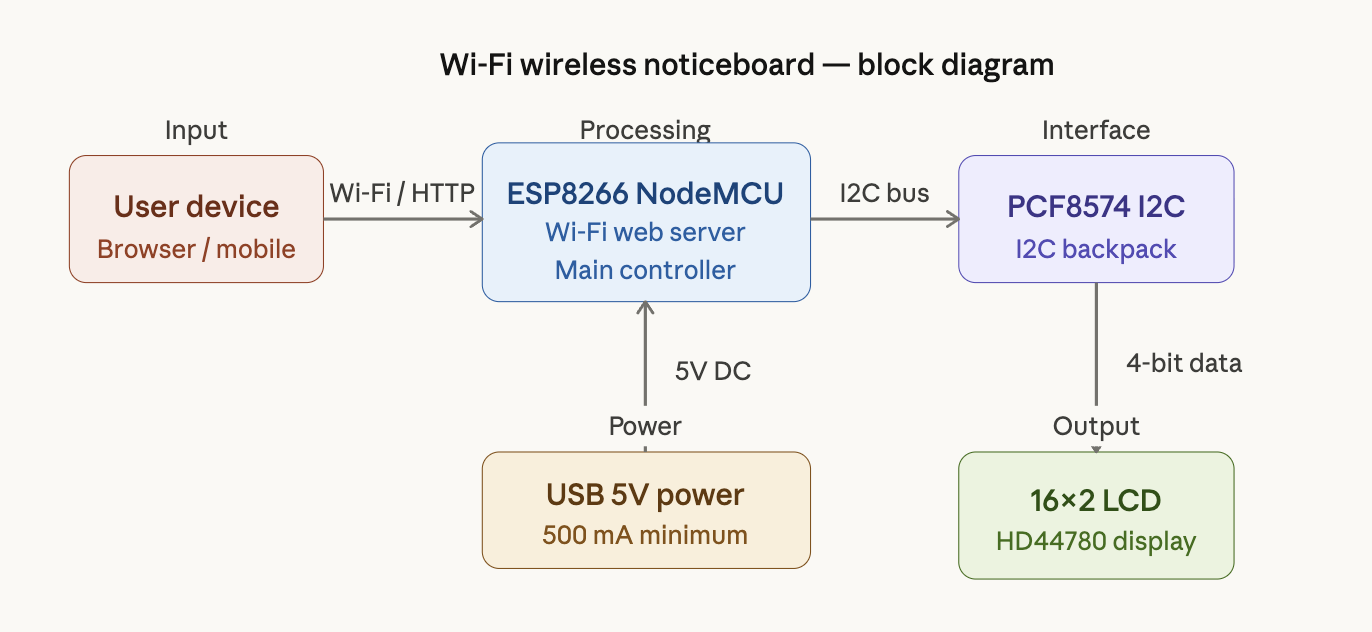 Wi-Fi wireless noticeboard — block diagram
Input
Processing
Interface
User device
Browser / mobile
Wi-Fi / HTTP
ESP8266 NodeMCU
Wi-Fi web server
Main controller
I2C bus
PCF8574 I2C
I2C backpack
5V DC
4-bit data
Power
Output
USB 5V power
500 mA minimum
16×2 LCD
HD44780 display